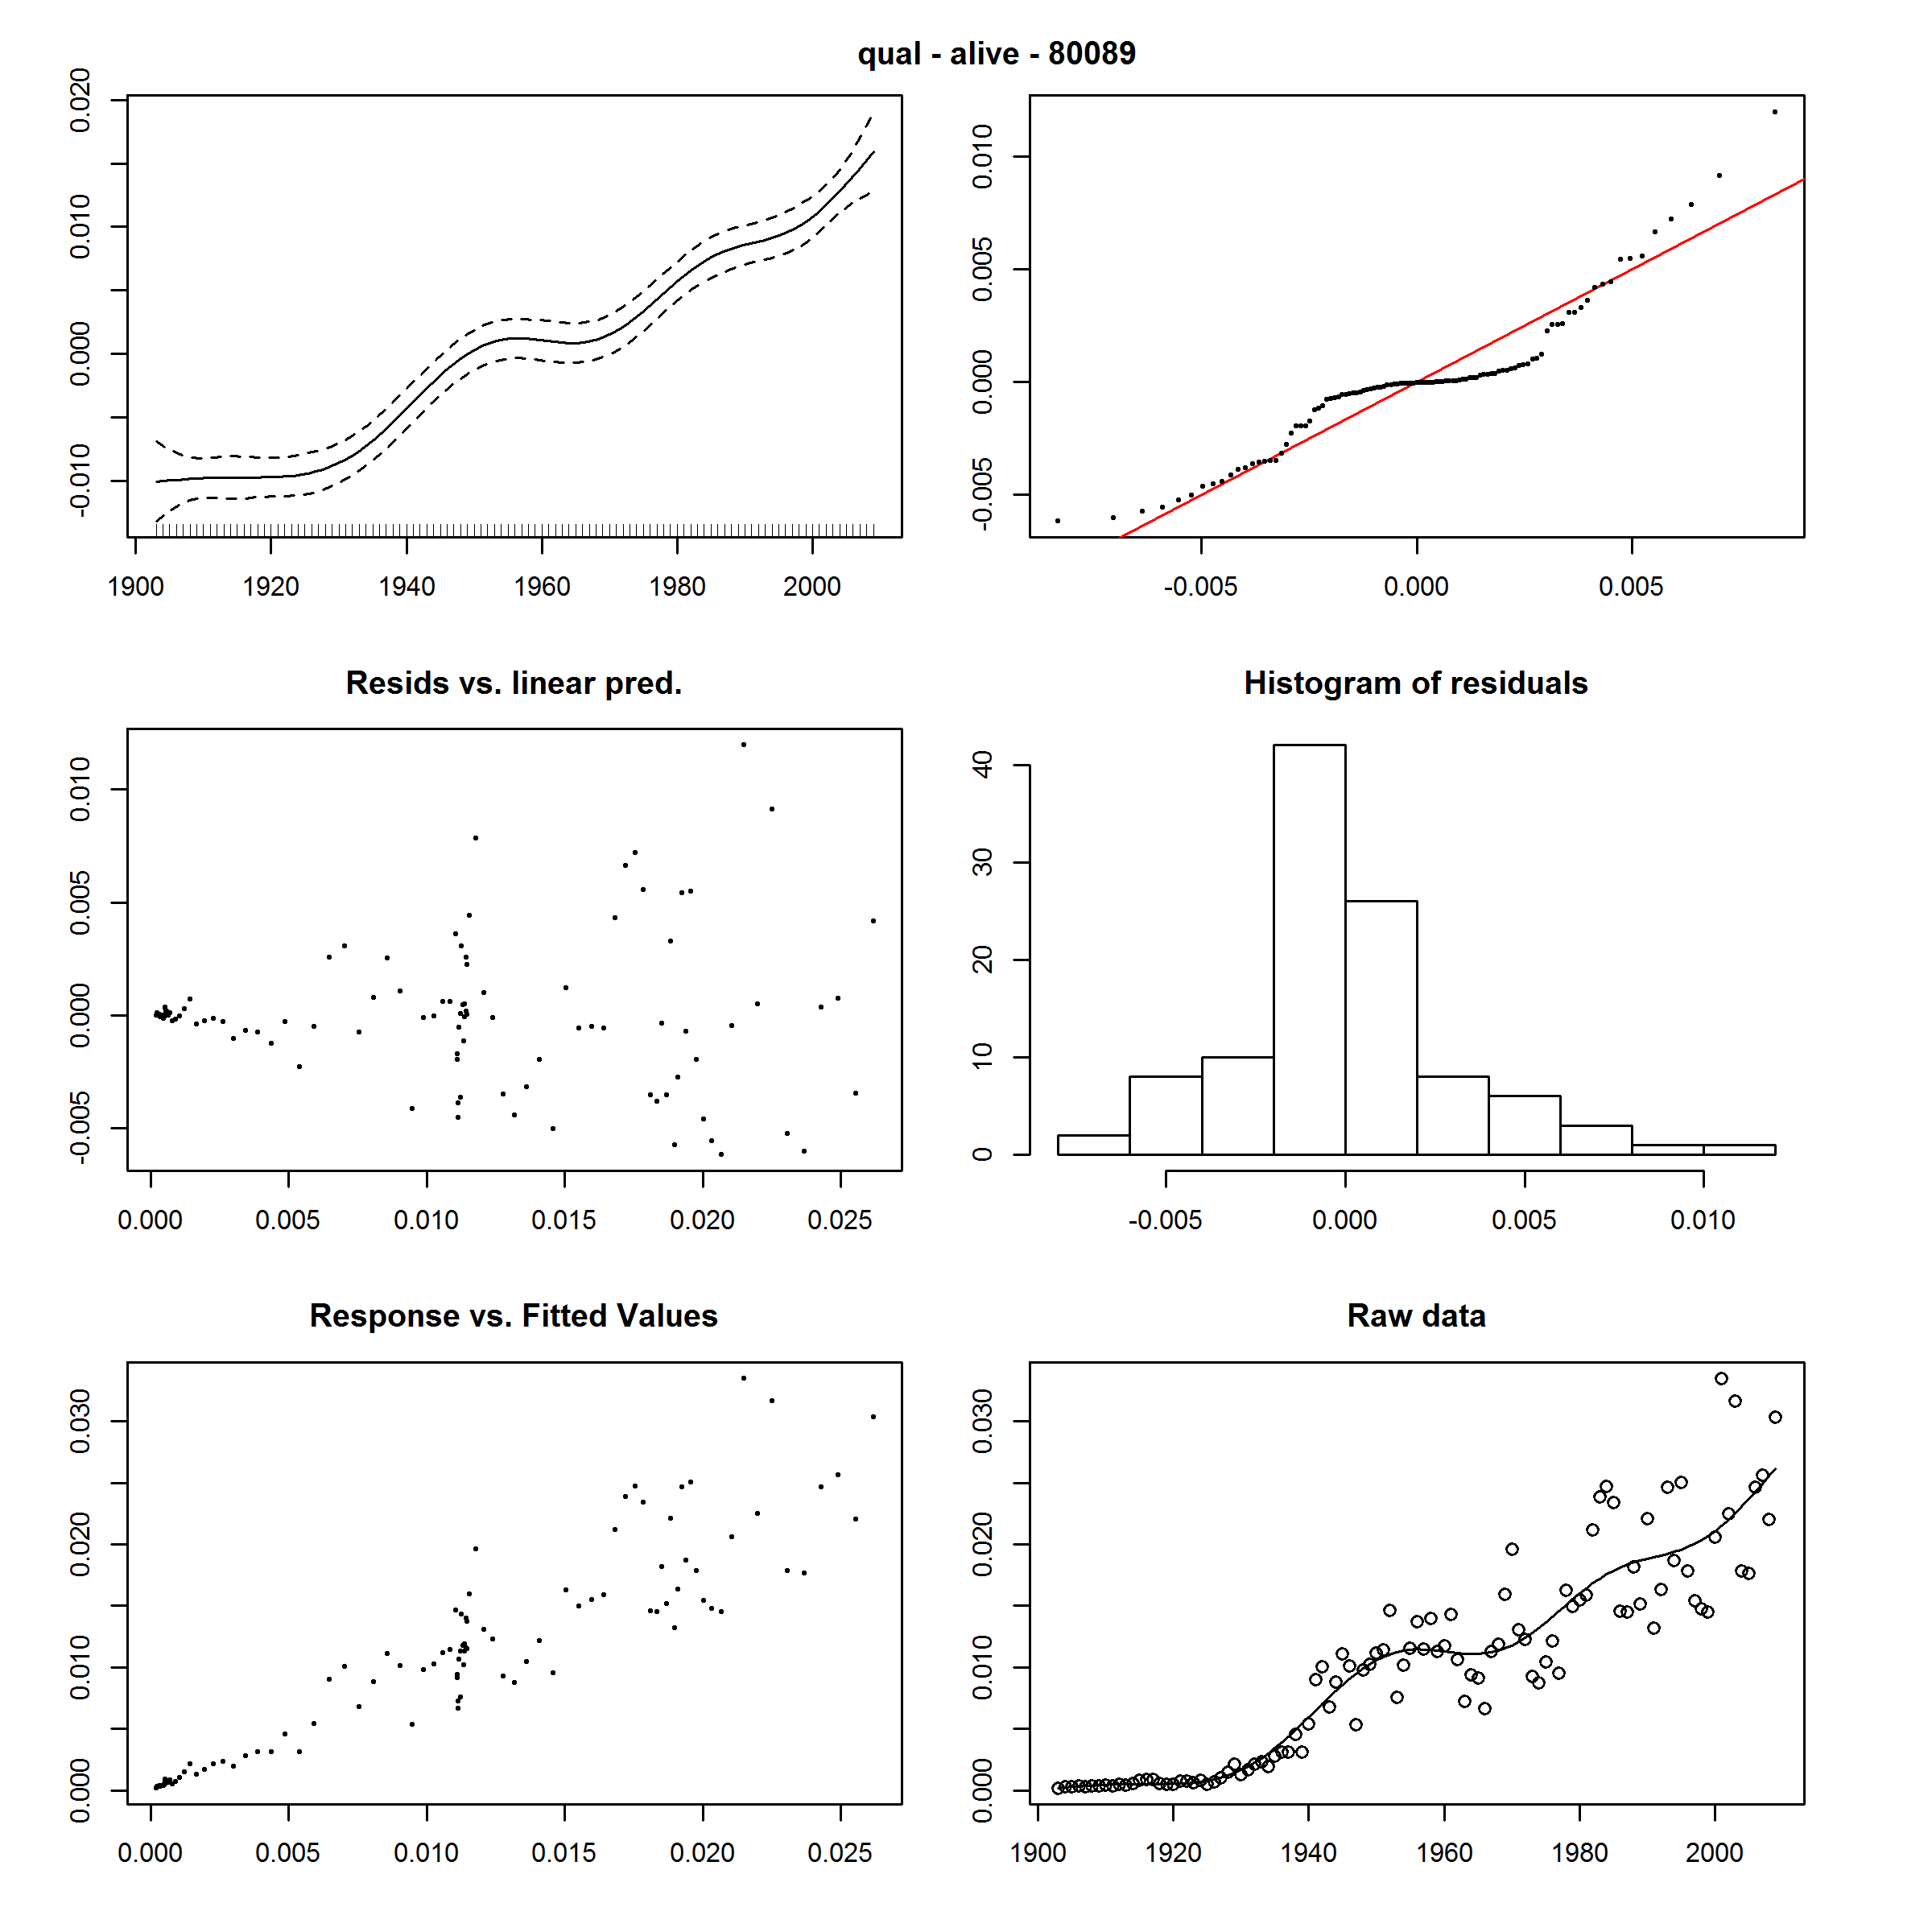 qual - alive - 80089
0.020
0.010
0.000
-0.010
1900 1920 1940 1960 1980 2000
0.010
0.005
0.000
-0.005
-0.005 0.000 0.005
Resids vs. linear pred.
0.010
0.005
0.000
-0.005
0.000 0.005 0.010 0.015 0.020 0.025
Histogram of residuals
40
30
20
10
0
-0.005 0.000 0.005 0.010
Response vs. Fitted Values
0.030
0.020
0.010
0.000
0.000 0.005 0.010 0.015 0.020 0.025
Raw data
0.030
0.020
0.010
0.000
1900 1920 1940 1960 1980 2000